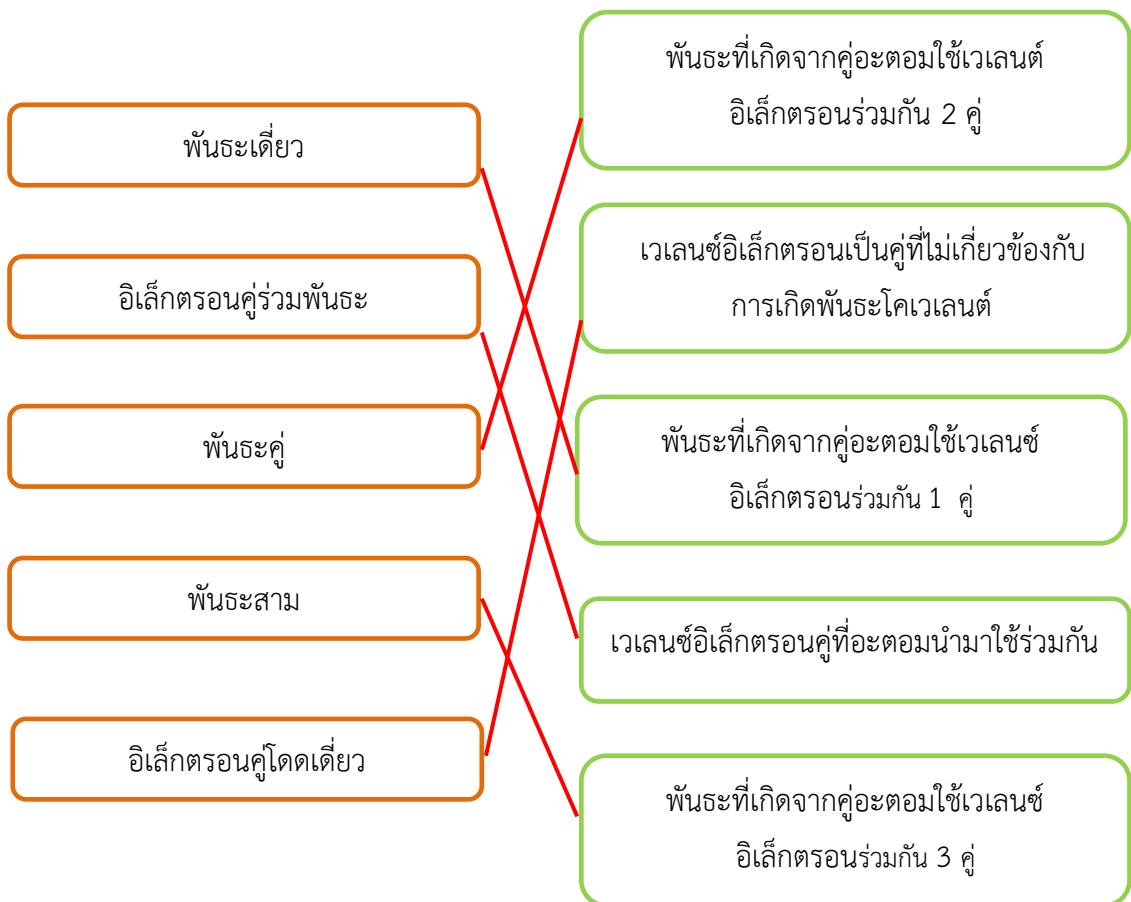 พันธะเดี่ยว
อิเล็กตรอนคู่ร่วมพันธะ
พันธะคู่
พันธะสาม
อิเล็กตรอนคู่โดดเดี่ยว
พันธะที่เกิดจากคู่อะตอมใช้เวเลนต์
อิเล็กตรอนร่วมกัน 2 คู่
เวเลนซ์อิเล็กตรอนเป็นคู่ที่ไม่เกี่ยวข้องกับ
การเกิดพันธะโคเวเลนต์
พันธะที่เกิดจากคู่อะตอมใช้เวเลนซ์
อิเล็กตรอนร่วมกัน 1 คู่
เวเลนซ์อิเล็กตรอนคู่ที่อะตอมนำมาใช้ร่วมกัน
พันธะที่เกิดจากคู่อะตอมใช้เวเลนซ์
อิเล็กตรอนร่วมกัน 3 คู่